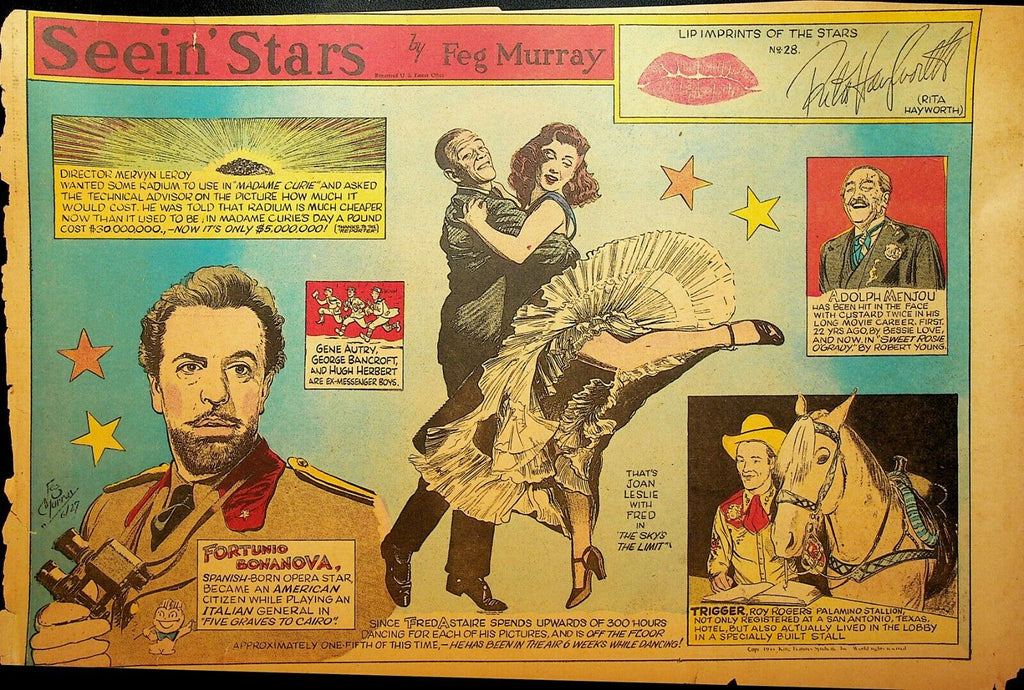 Seein' Stars
by
Feg Murray
LIP IMPRINTS OF THE STARS
No. 28.
Rita Hayworth
(RITA
HAYWORTH)
DIRECTOR MERVYN LEROY
WANTED SOME RADIUM TO USE IN "MADAME CURIE" AND ASKED
THE TECHNICAL ADVISOR ON THE PICTURE HOW MUCH IT
WOULD COST. HE WAS TOLD THAT RADIUM IS MUCH CHEAPER
NOW THAN IT USED TO BE; IN MADAME CURIE'S DAY A POUND
COST $30,000,000., –NOW IT'S ONLY $5,000,000!
GENE AUTRY,
GEORGE BANCROFT,
AND HUGH HERBERT
ARE EX-MESSENGER BOYS.
ADOLPH MENJOU
HAS BEEN HIT IN THE FACE
WITH CUSTARD TWICE IN HIS
LONG MOVIE CAREER. FIRST,
22 YRS AGO, BY BESSIE LOVE,
AND NOW, IN "SWEET ROSIE
O'GRADY," BY ROBERT YOUNG.
Feg
Murray
6/27
FORTUNIO
BONANOVA,
SPANISH-BORN OPERA STAR,
BECAME AN AMERICAN
CITIZEN WHILE PLAYING AN
ITALIAN GENERAL IN
"FIVE GRAVES TO CAIRO".
THAT'S
JOAN
LESLIE
WITH
FRED
IN
"THE SKY'S
THE LIMIT"
SINCE FRED ASTAIRE SPENDS UPWARDS OF 300 HOURS
DANCING FOR EACH OF HIS PICTURES, AND IS OFF THE FLOOR
APPROXIMATELY ONE-FIFTH OF THIS TIME, –HE HAS BEEN IN THE AIR 6 WEEKS WHILE DANCING!
TRIGGER, ROY ROGERS PALAMINO STALLION,
NOT ONLY REGISTERED AT A SAN ANTONIO, TEXAS,
HOTEL, BUT ALSO ACTUALLY LIVED IN THE LOBBY
IN A SPECIALLY BUILT STALL